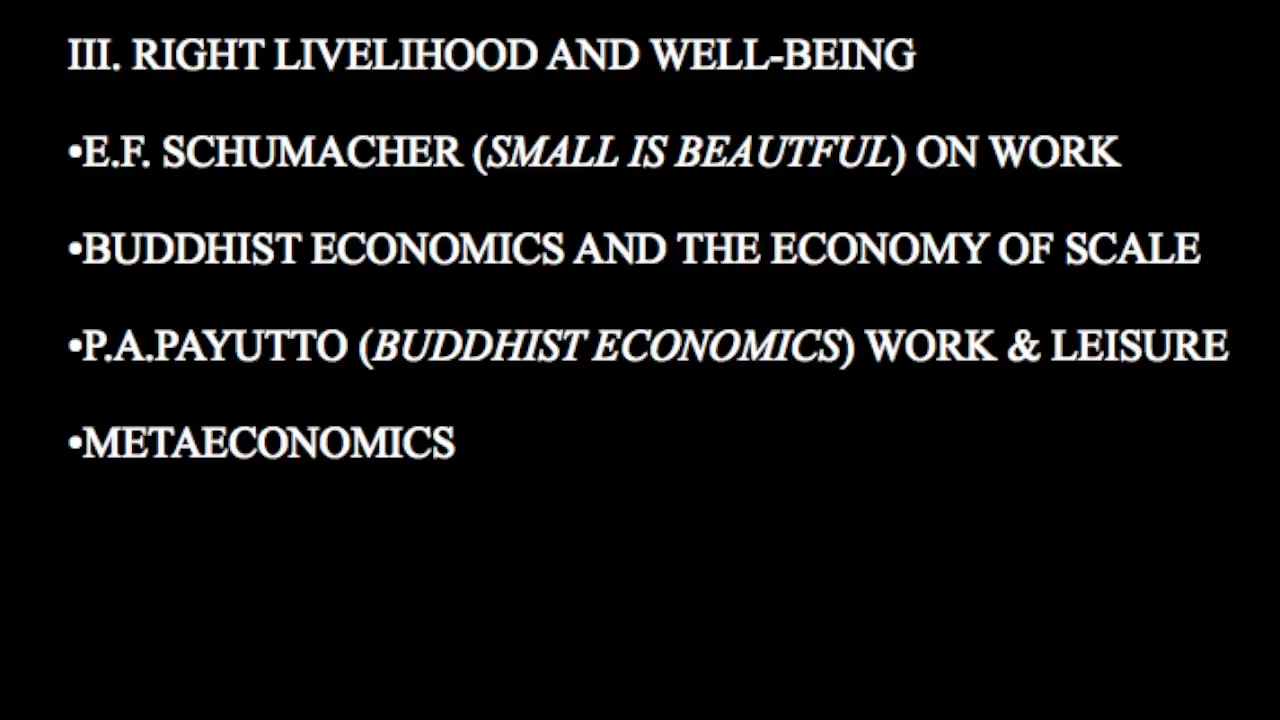 III. RIGHT LIVELIHOOD AND WELL-BEING
•E.F. SCHUMACHER (SMALL IS BEAUTFUL) ON WORK
•BUDDHIST ECONOMICS AND THE ECONOMY OF SCALE
•P.A.PAYUTTO (BUDDHIST ECONOMICS) WORK & LEISURE
•METAECONOMICS